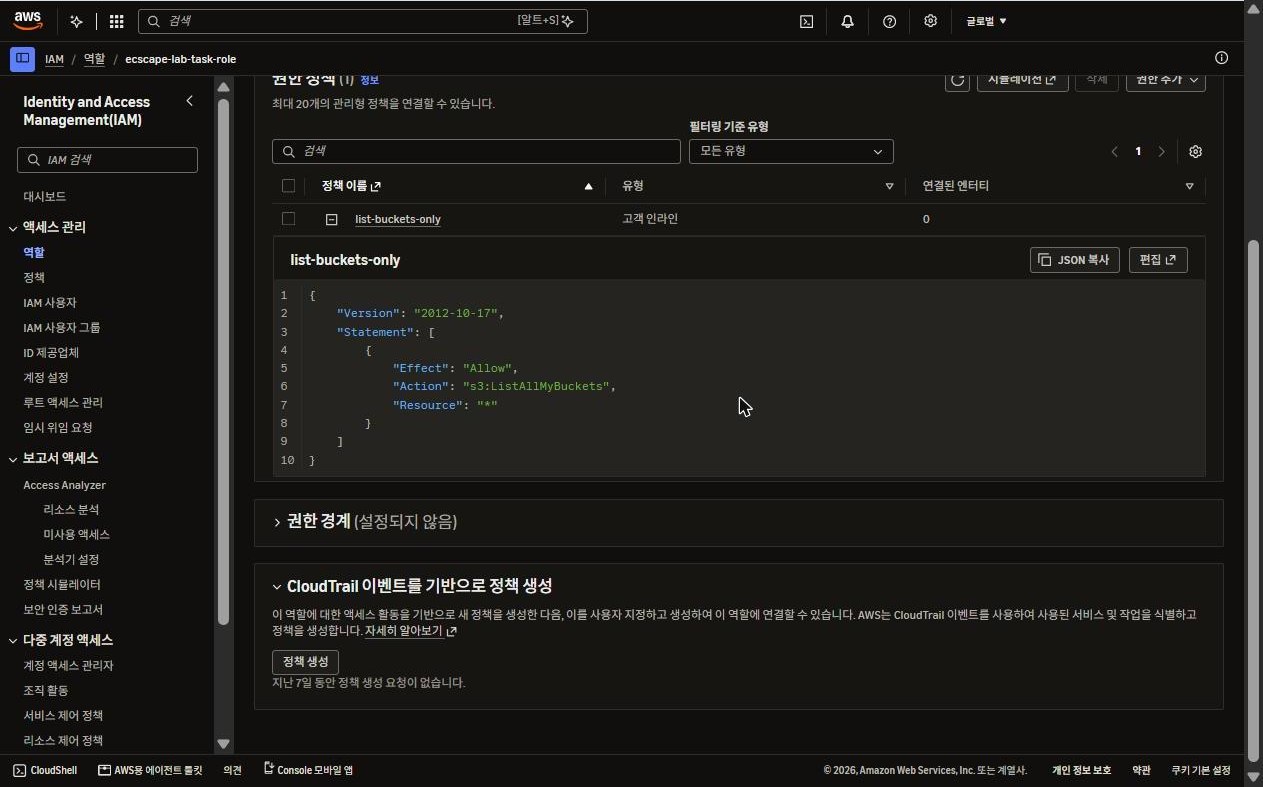 aws
검색
[알트+S]
글로벌 ▼
IAM / 역할 / ecscape-lab-task-role
Identity and Access Management(IAM)
IAM 검색
대시보드
액세스 관리
역할
정책
IAM 사용자
IAM 사용자 그룹
ID 제공업체
계정 설정
루트 액세스 관리
임시 위임 요청
보고서 액세스
Access Analyzer
리소스 분석
미사용 액세스
분석기 설정
정책 시뮬레이터
보안 인증 보고서
다중 계정 액세스
계정 액세스 관리자
조직 활동
서비스 제어 정책
리소스 제어 정책
권한 정책 (1) 정보
시뮬레이션
삭제
권한 추가
최대 20개의 관리형 정책을 연결할 수 있습니다.
필터링 기준 유형
검색
모든 유형
1
정책 이름
유형
연결된 엔터티
list-buckets-only
고객 인라인
0
list-buckets-only
JSON 복사
편집
1 {
2 "Version": "2012-10-17",
3 "Statement": [
4 {
5 "Effect": "Allow",
6 "Action": "s3:ListAllMyBuckets",
7 "Resource": "*"
8 }
9 ]
10 }
권한 경계 (설정되지 않음)
CloudTrail 이벤트를 기반으로 정책 생성
이 역할에 대한 액세스 활동을 기반으로 새 정책을 생성한 다음, 이를 사용자 지정하고 생성하여 이 역할에 연결할 수 있습니다. AWS는 CloudTrail 이벤트를 사용하여 사용된 서비스 및 작업을 식별하고
정책을 생성합니다. 자세히 알아보기
정책 생성
지난 7일 동안 정책 생성 요청이 없습니다.
CloudShell
AWS용 에이전트 툴킷
의견
Console 모바일 앱
© 2026, Amazon Web Services, Inc. 또는 계열사.
개인 정보 보호
약관
쿠키 기본 설정